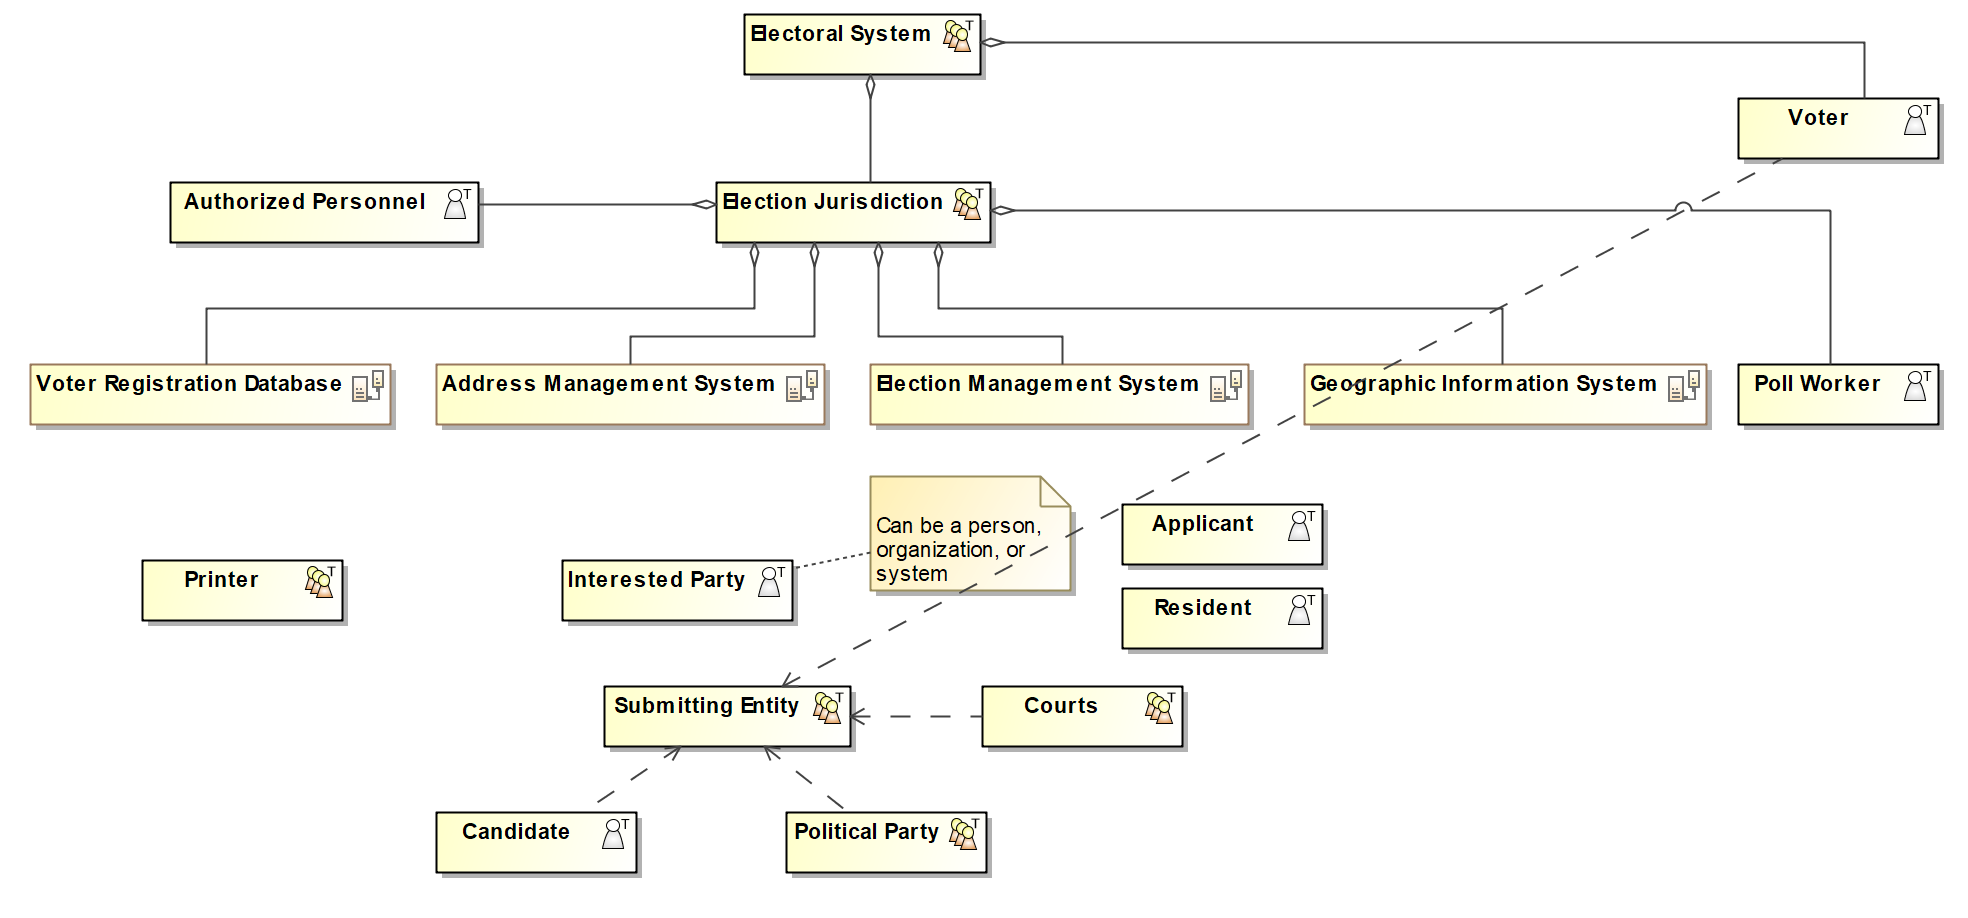 Electoral System
Voter
Authorized Personnel
Election Jurisdiction
Voter Registration Database
Address Management System
Election Management System
Geographic Information System
Poll Worker
Can be a person,
organization, or
system
Applicant
Printer
Interested Party
Resident
Submitting Entity
Courts
Candidate
Political Party